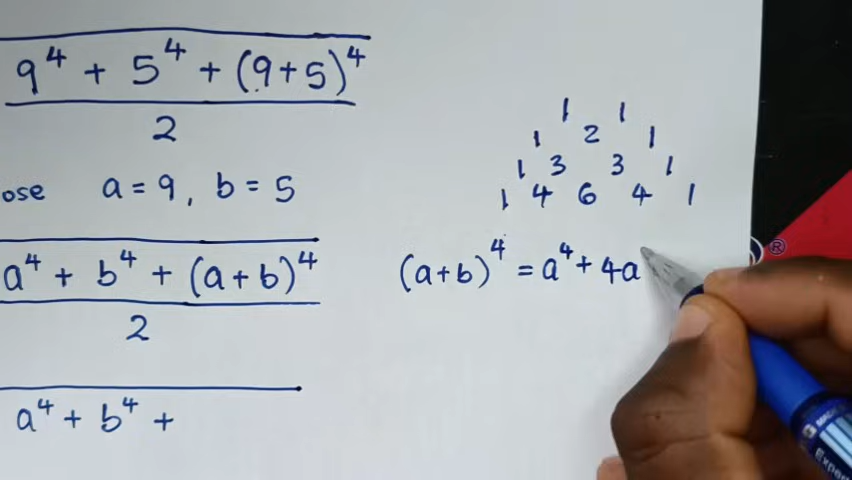 9⁴ + 5⁴ + (9+5)⁴
2
ose a = 9, b = 5
a⁴ + b⁴ + (a+b)⁴
2
a⁴ + b⁴ +
1 1
1 2 1
1 3 3 1
1 4 6 4 1
(a+b)⁴ = a⁴ + 4a
®
Exper